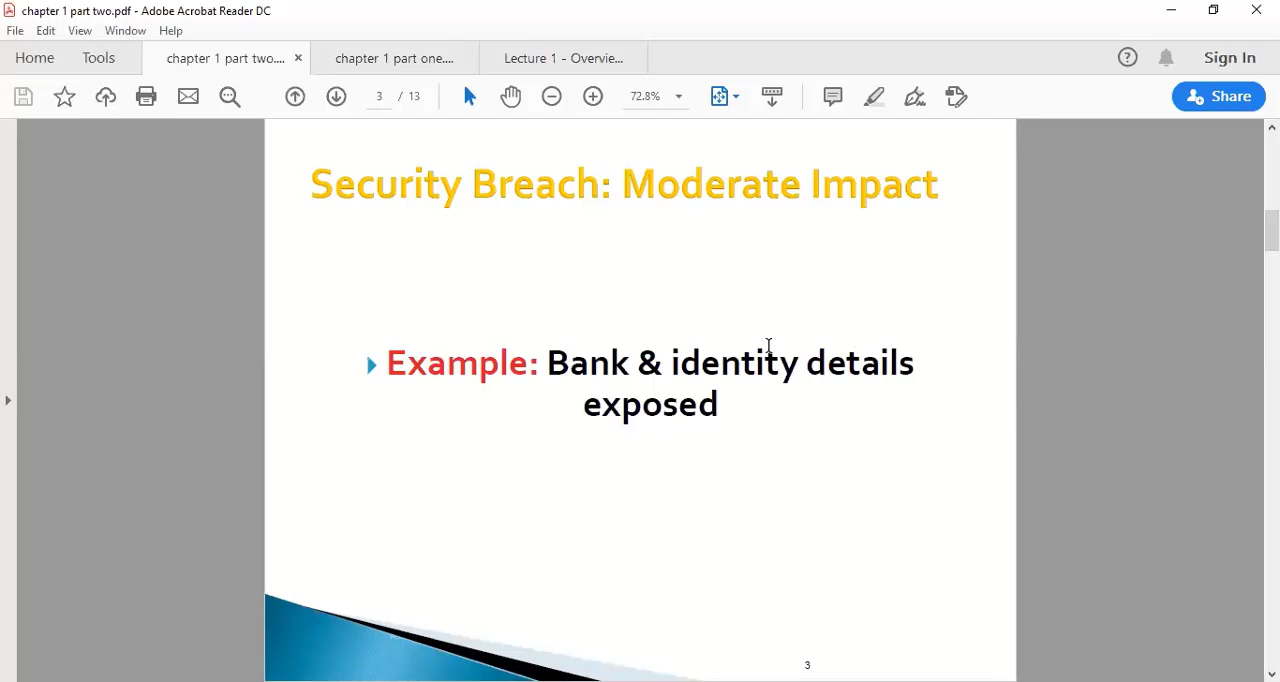 chapter 1 part two.pdf - Adobe Acrobat Reader DC
File Edit View Window Help
Home Tools chapter 1 part two.... × chapter 1 part one.... Lecture 1 - Overvie... Sign In
3 / 13 72.8% Share
Security Breach: Moderate Impact
Example: Bank & identity details
exposed
3